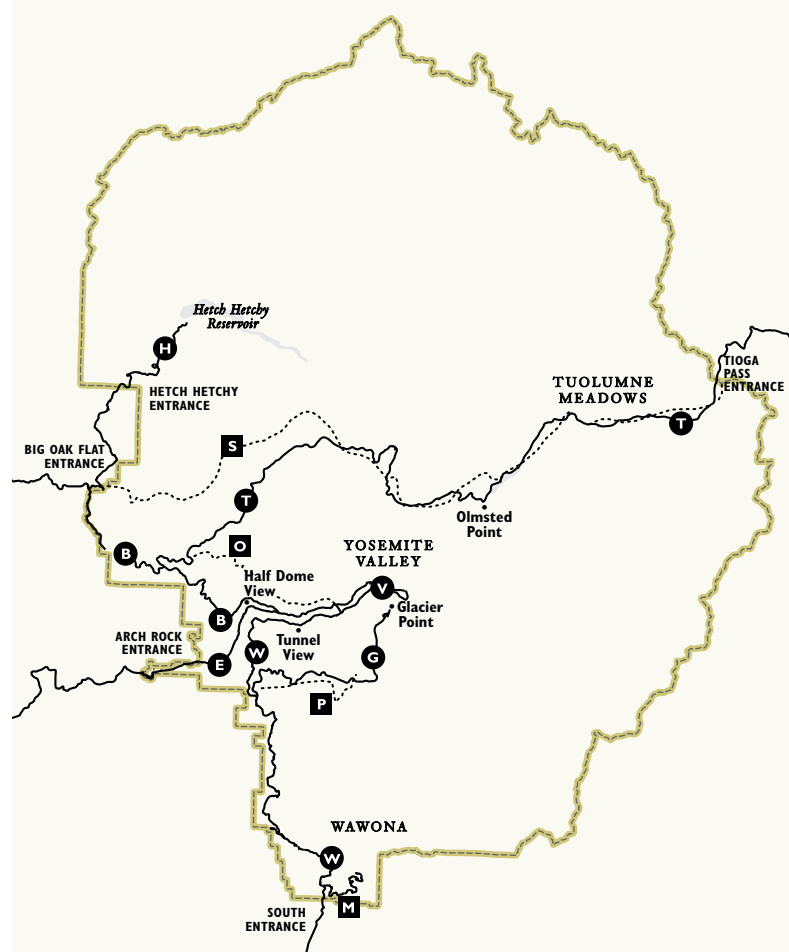 Hetch Hetchy
Reservoir
H
HETCH HETCHY
ENTRANCE
TIOGA
PASS
ENTRANCE
TUOLUMNE
MEADOWS
T
BIG OAK FLAT
ENTRANCE
S
T
Olmsted
Point
B
O
YOSEMITE
VALLEY
Half Dome
View
V
Glacier
Point
B
ARCH ROCK
ENTRANCE
E
W
Tunnel
View
G
P
WAWONA
W
M
SOUTH
ENTRANCE